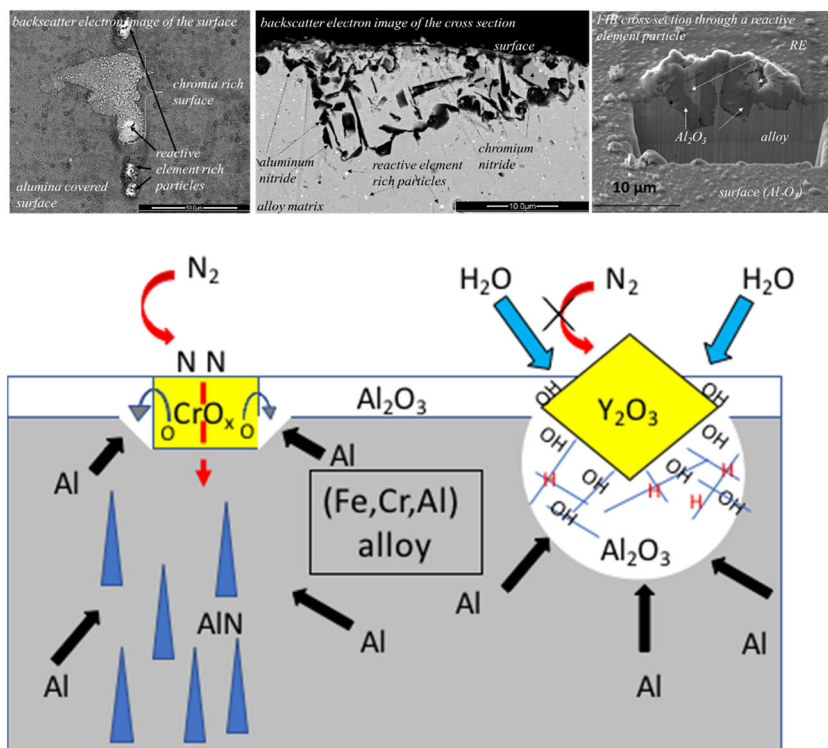 backscatter electron image of the surface
chromia rich
surface
reactive
element rich
particles
alumina covered
surface
backscatter electron image of the cross section
surface
aluminum
nitride
reactive element
rich particles
chromium
nitride
alloy matrix
10.0µm
FIB cross section through a reactive
element particle
RE
Al₂O₃
alloy
10 µm
surface (Al₂O₃)
N₂
N N
CrOₓ
O
O
Al₂O₃
Al
Al
(Fe,Cr,Al)
alloy
AlN
Al
Al
H₂O
N₂
H₂O
OH
Y₂O₃
OH
OH
OH
OH
OH
H
H
H
OH
OH
Al₂O₃
Al
Al
Al